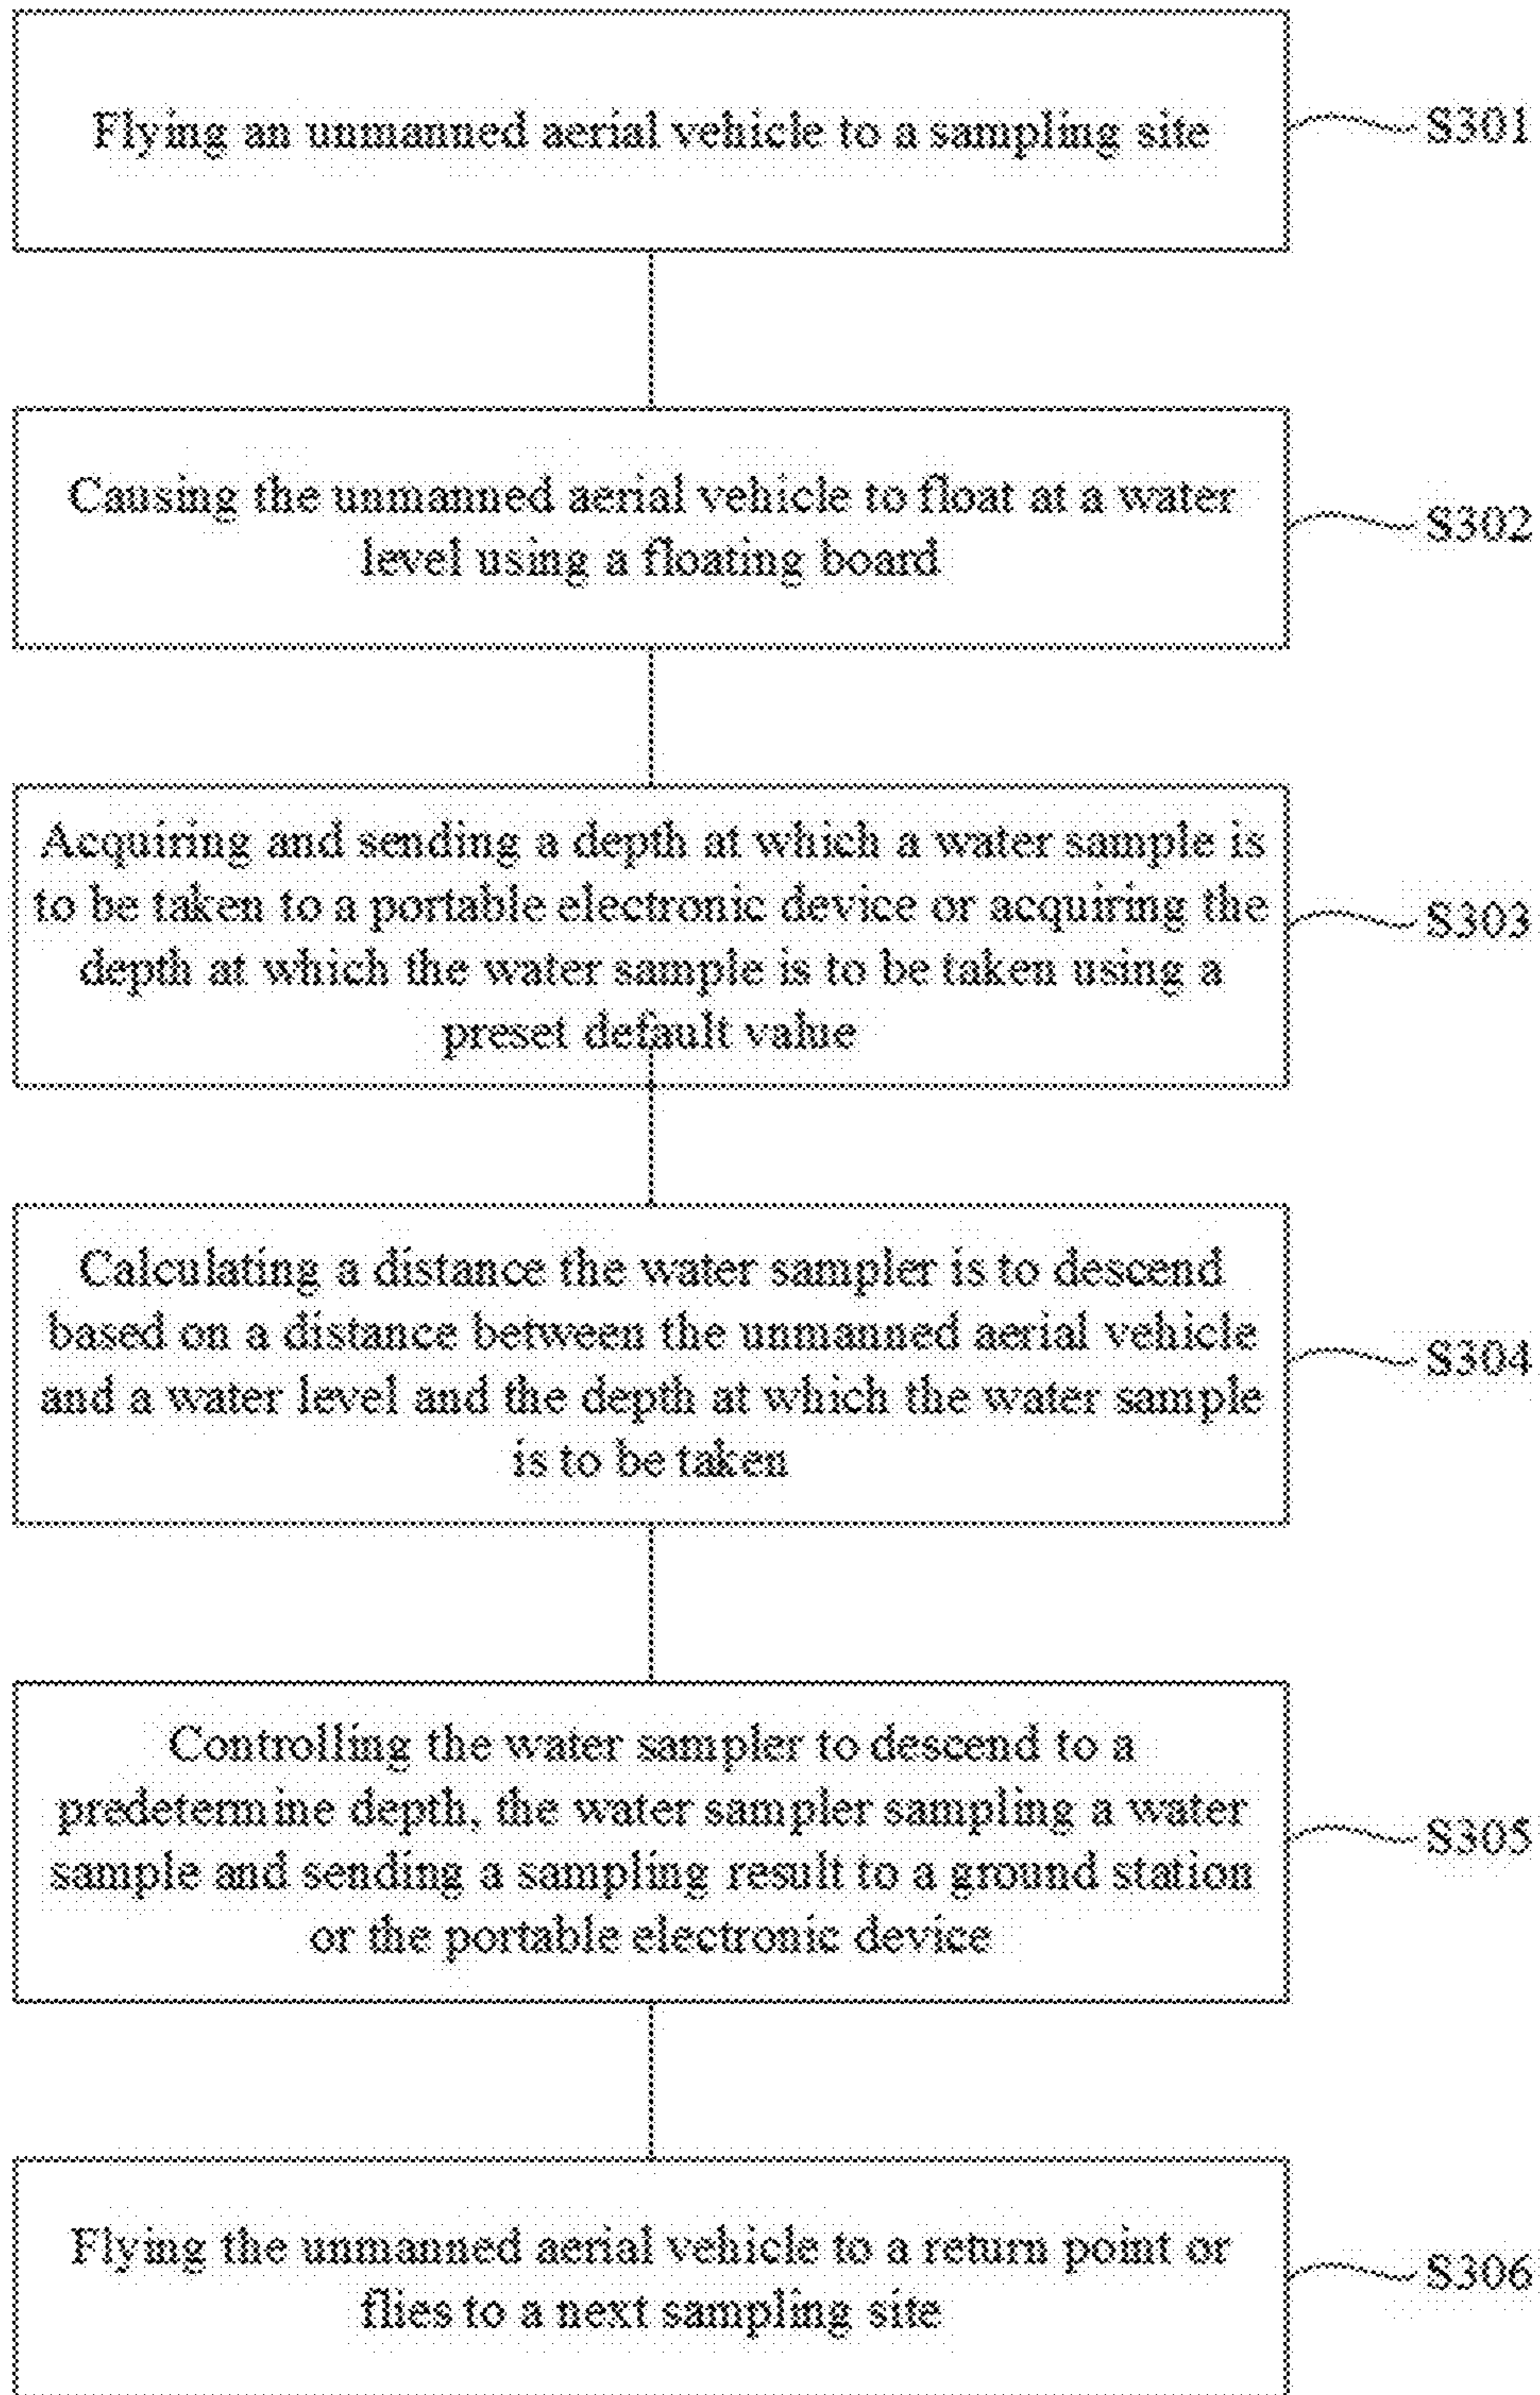 Flying an unmanned aerial vehicle to a sampling site
S301
Causing the unmanned aerial vehicle to float at a water
level using a floating board
S302
Acquiring and sending a depth at which a water sample is
to be taken to a portable electronic device or acquiring the
depth at which the water sample is to be taken using a
preset default value
S303
Calculating a distance the water sampler is to descend
based on a distance between the unmanned aerial vehicle
and a water level and the depth at which the water sample
is to be taken
S304
Controlling the water sampler to descend to a
predetermine depth, the water sampler sampling a water
sample and sending a sampling result to a ground station
or the portable electronic device
S305
Flying the unmanned aerial vehicle to a return point or
flies to a next sampling site
S306